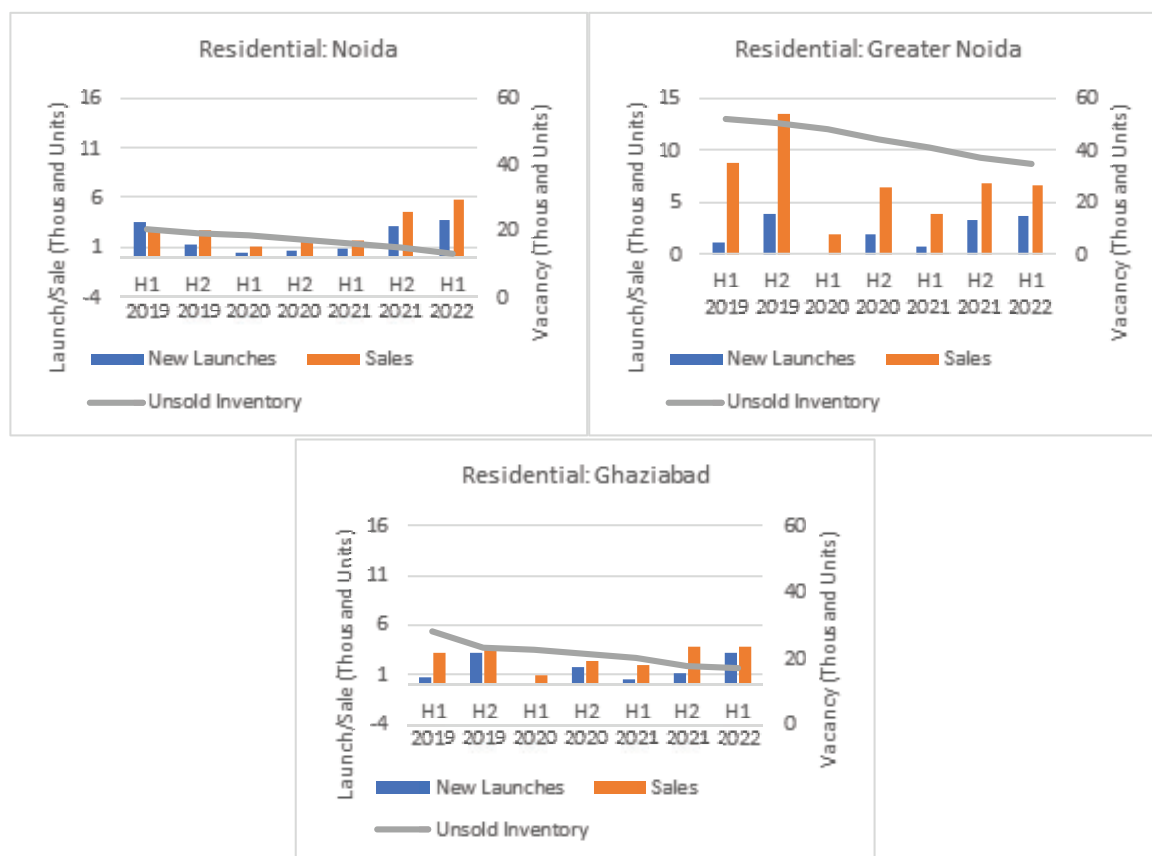 Residential: Noida
Launch/Sale (Thous and Units)
16
11
6
1
-4
60
40
20
0
Vacancy (Thous and Units)
H1 H2 H1 H2 H1 H2 H1
2019 2019 2020 2020 2021 2021 2022
New Launches Sales
Unsold Inventory
Residential: Greater Noida
Launch/Sale (Thous and Units)
15
10
5
0
60
40
20
0
Vacancy (Thous and Units)
H1 H2 H1 H2 H1 H2 H1
2019 2019 2020 2020 2021 2021 2022
New Launches Sales
Unsold Inventory
Residential: Ghaziabad
Launch/Sale (Thous and Units)
16
11
6
1
-4
60
40
20
0
Vacancy (Thous and Units)
H1 H2 H1 H2 H1 H2 H1
2019 2019 2020 2020 2021 2021 2022
New Launches Sales
Unsold Inventory